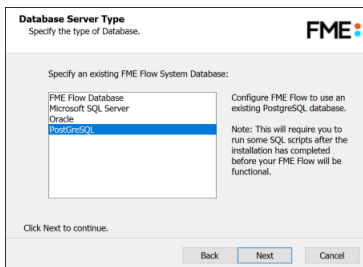 Database Server Type
Specify the type of Database.
FME
Specify an existing FME Flow System Database:
FME Flow Database
Microsoft SQL Server
Oracle
PostGreSQL
Configure FME Flow to use an
existing PostgreSQL database.
Note: This will require you to
run some SQL scripts after the
installation has completed
before your FME Flow will be
functional.
Click Next to continue.
Back
Next
Cancel